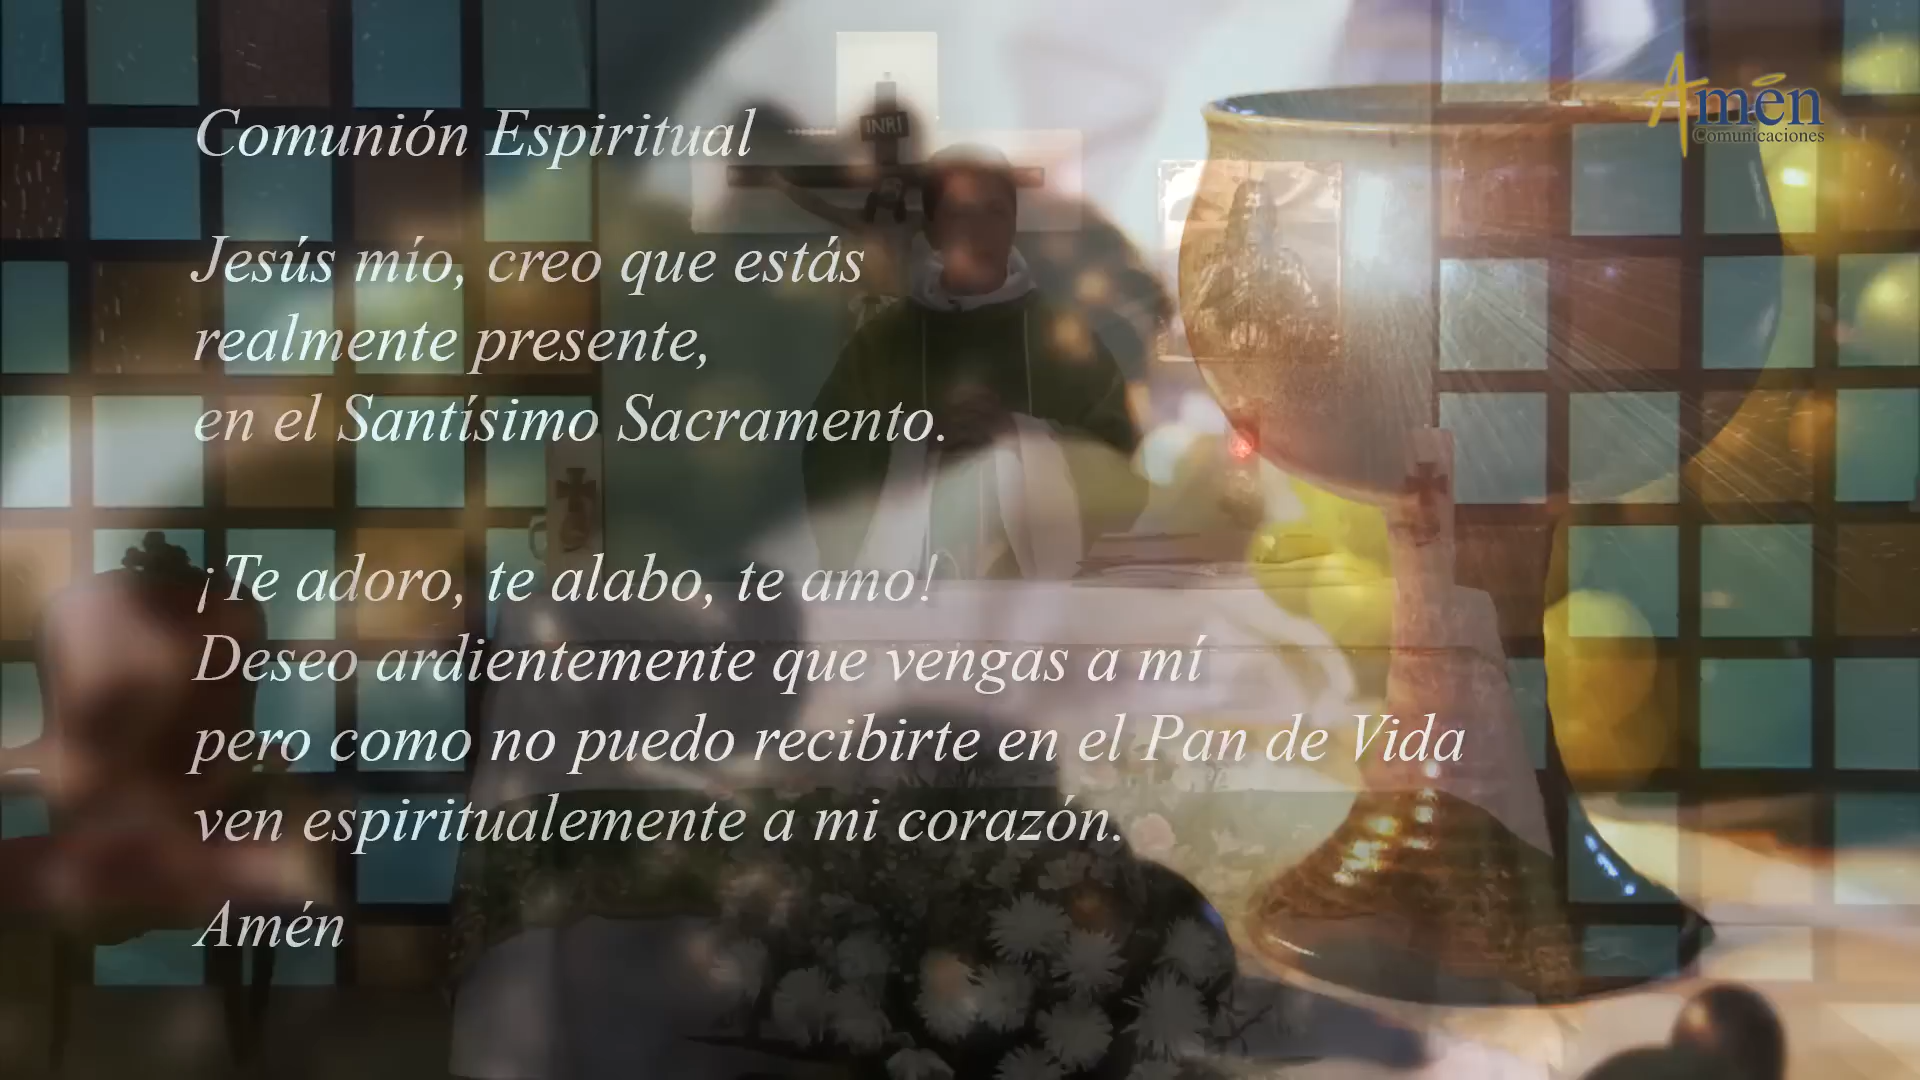 Comunión Espiritual
Jesús mío, creo que estás
realmente presente,
en el Santísimo Sacramento.
¡Te adoro, te alabo, te amo!
Deseo ardientemente que vengas a mí
pero como no puedo recibirte en el Pan de Vida
ven espiritualemente a mi corazón.
Amén
INRI
Amén
Comunicaciones